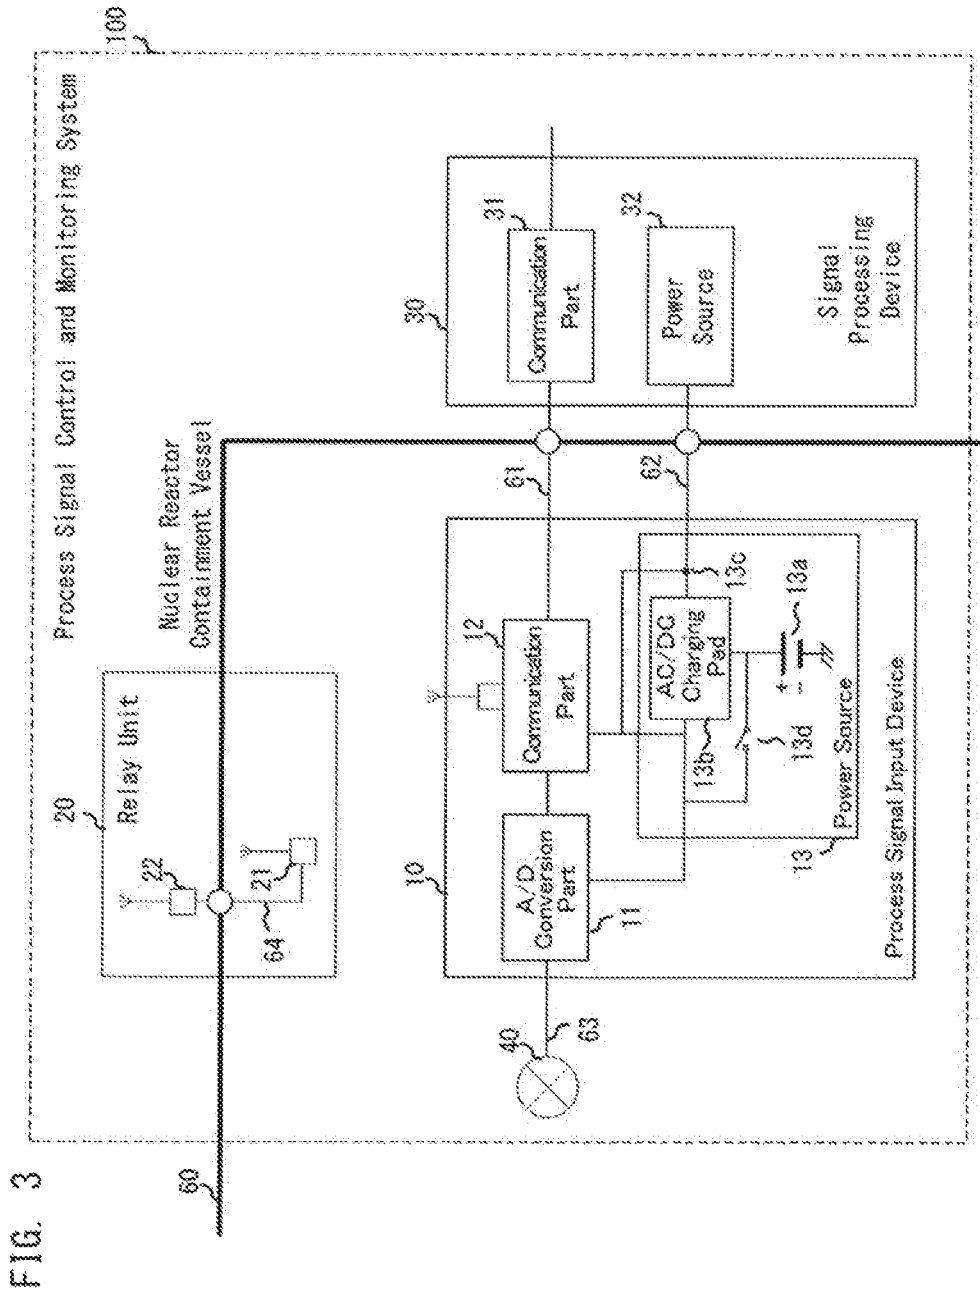 FIG. 3
100
Process Signal Control and Monitoring System
20
Relay Unit
22
21
64
60
Nuclear Reactor
Containment Vessel
30
31
Communication
Part
32
Power
Source
Signal
Processing
Device
61
62
10
12
Communication
Part
A/D
Conversion
Part
11
40
63
AC/DC
Charging
Pad
13b
13c
13a
+
-
13d
13
Power Source
Process Signal Input Device